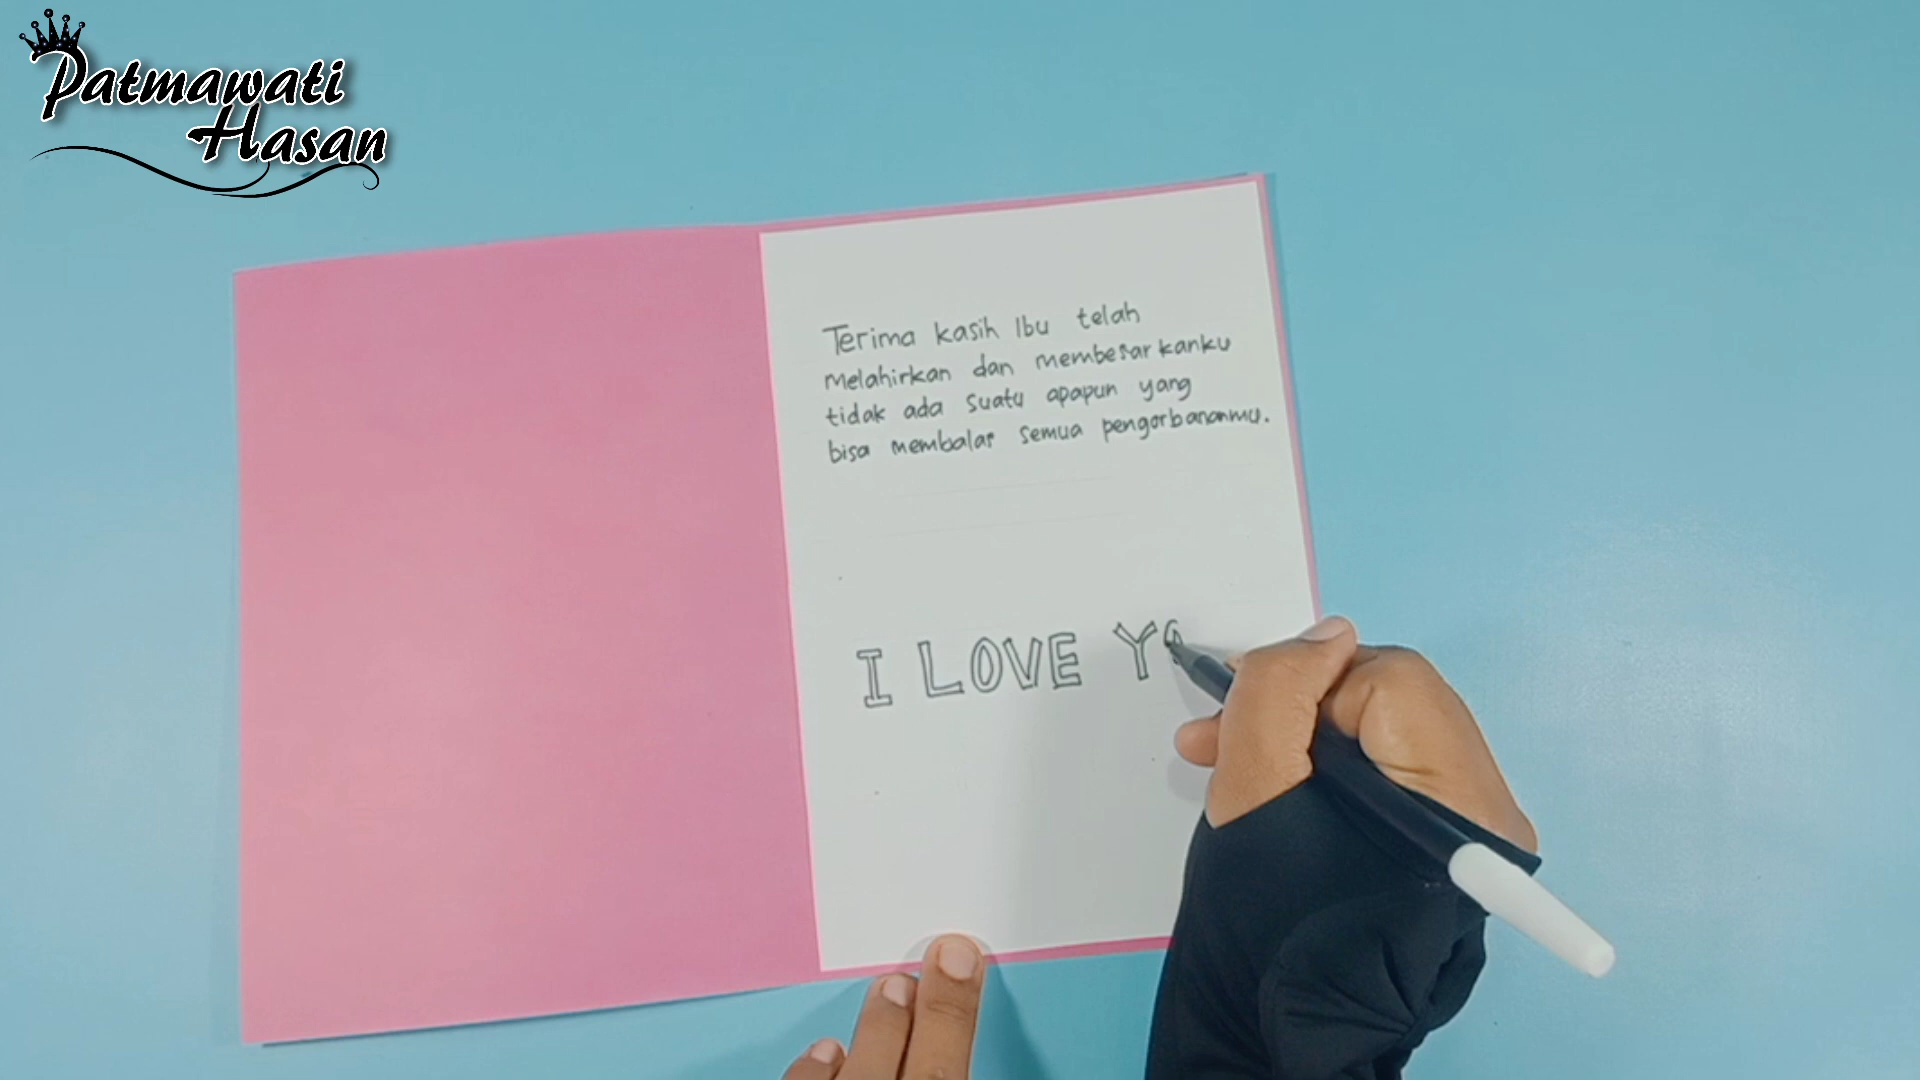 Patmawati
Hasan
Terima kasih Ibu telah
melahirkan dan membesarkanku
tidak ada suatu apapun yang
bisa membalas semua pengorbananmu.
I LOVE YO